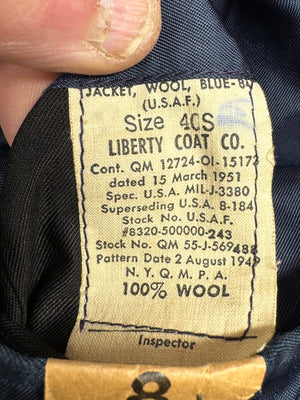 JACKET, WOOL, BLUE-84
(U.S.A.F.)
Size 40S
LIBERTY COAT CO.
Cont. QM 12724-OI-15173
dated 15 March 1951
Spec. U.S.A. MIL-J-3380
Superseding U.S.A. 8-184
Stock No. U.S.A.F.
#8320-500000-243
Stock No. QM 55-J-569488
Pattern Date 2 August 1949
N.Y.Q.M.P.A.
100% WOOL
Inspector
8